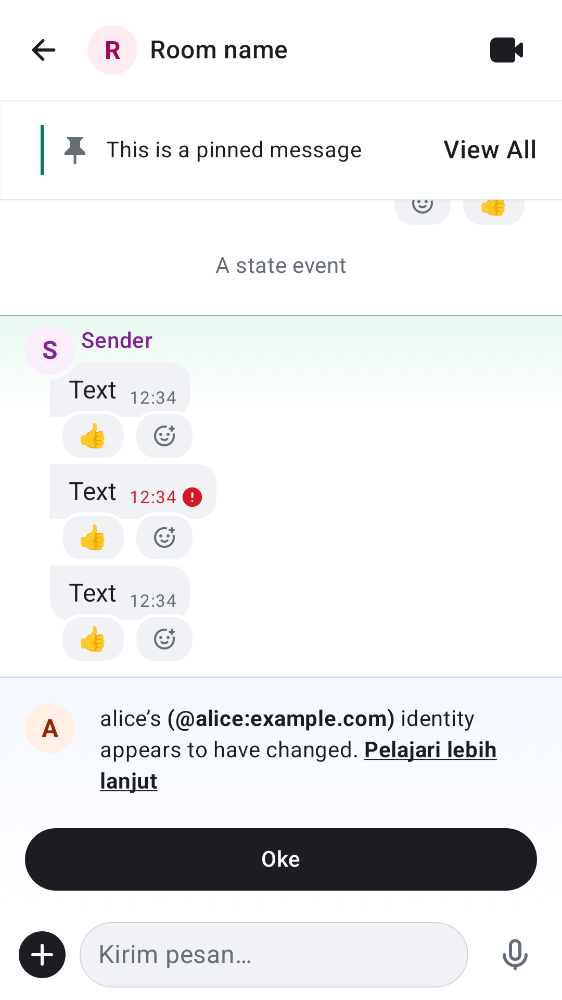 R Room name
This is a pinned message View All
👍
A state event
S Sender
Text 12:34
👍
Text 12:34
👍
Text 12:34
👍
A alice’s (@alice:example.com) identity
appears to have changed. Pelajari lebih
lanjut
Oke
Kirim pesan…